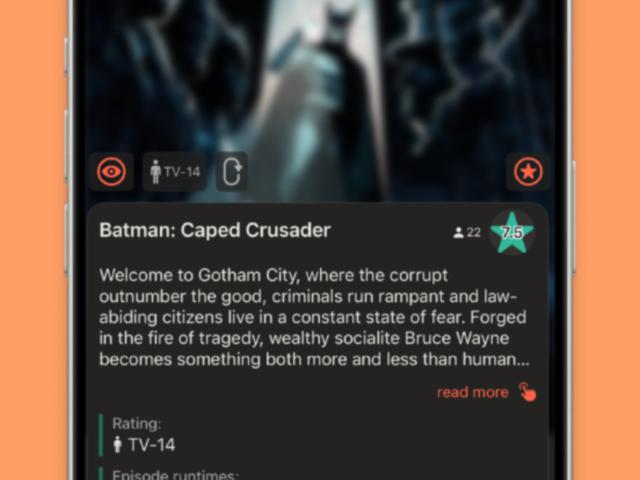 TV-14
Batman: Caped Crusader
22
7.5
Welcome to Gotham City, where the corrupt
outnumber the good, criminals run rampant and law-
abiding citizens live in a constant state of fear. Forged
in the fire of tragedy, wealthy socialite Bruce Wayne
becomes something both more and less than human...
read more
Rating:
TV-14
Episode runtimes: